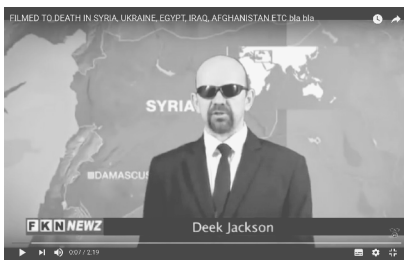 FILMED TO DEATH IN SYRIA, UKRAINE, EGYPT, IRAQ, AFGHANISTAN ETC bla bla
SYRIA
DAMASCUS
FKN NEWZ
Deek Jackson
0:07 / 2:19